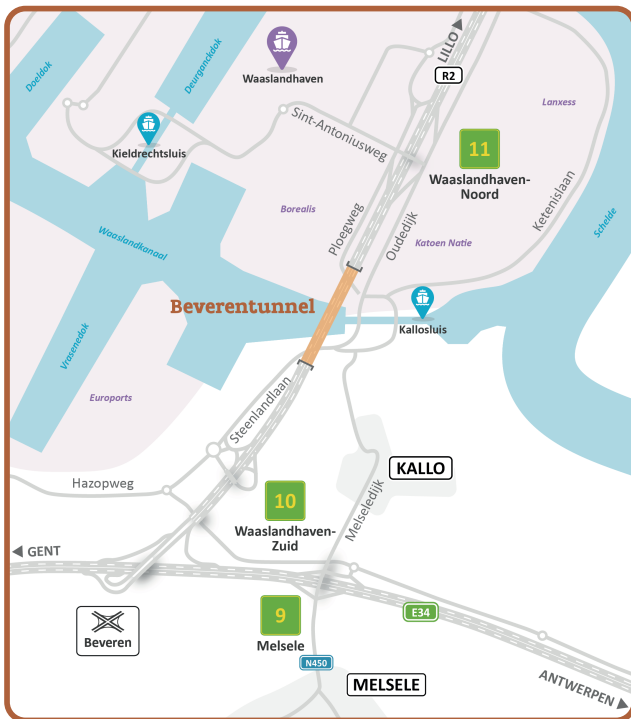 LILLO
R2
Doeldok
Deurganckdok
Waaslandhaven
Lanxess
Sint-Antoniusweg
Kieldrechtsluis
11
Waaslandhaven-
Noord
Borealis
Ploegweg
Oudedijk
Ketenislaan
Katoen Natie
Schelde
Waaslandkanaal
Beverentunnel
Kallosluis
Vrasenedok
Euroports
Steenlandlaan
KALLO
Hazopweg
10
Waaslandhaven-
Zuid
Melseledijk
GENT
Beveren
9
Melsele
E34
N450
MELSELE
ANTWERPEN